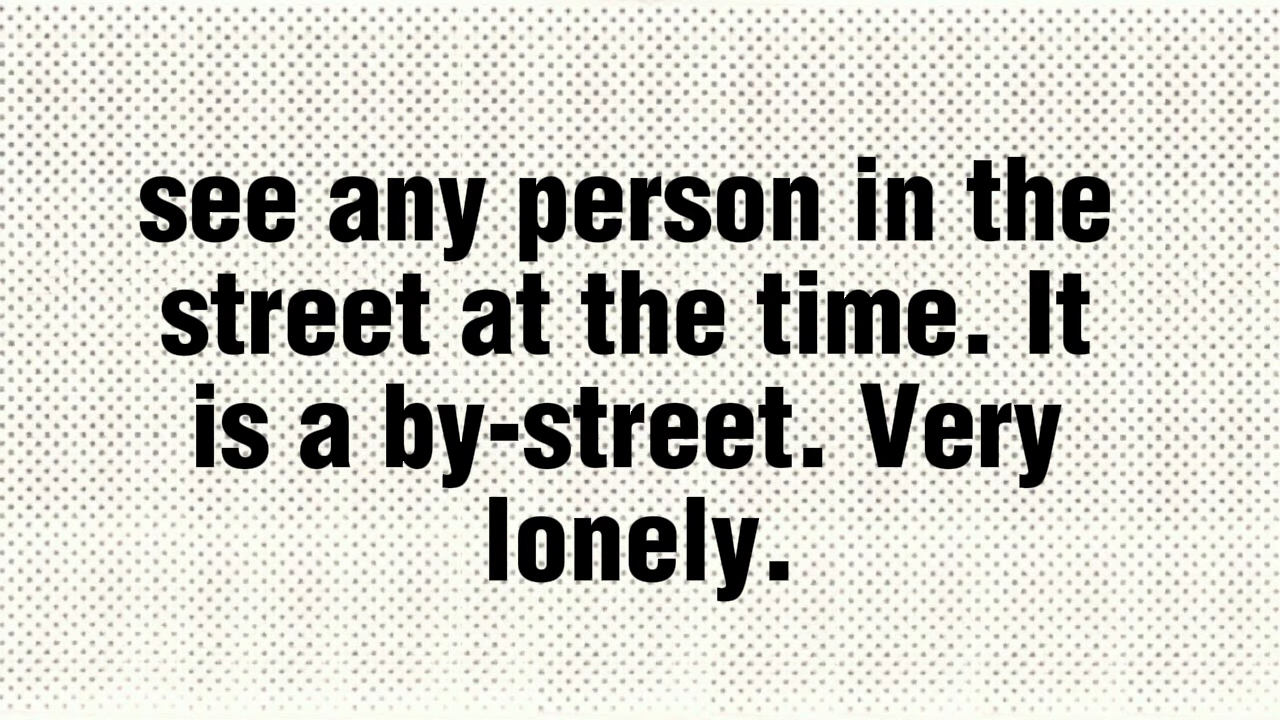 see any person in the
street at the time. It
is a by-street. Very
lonely.